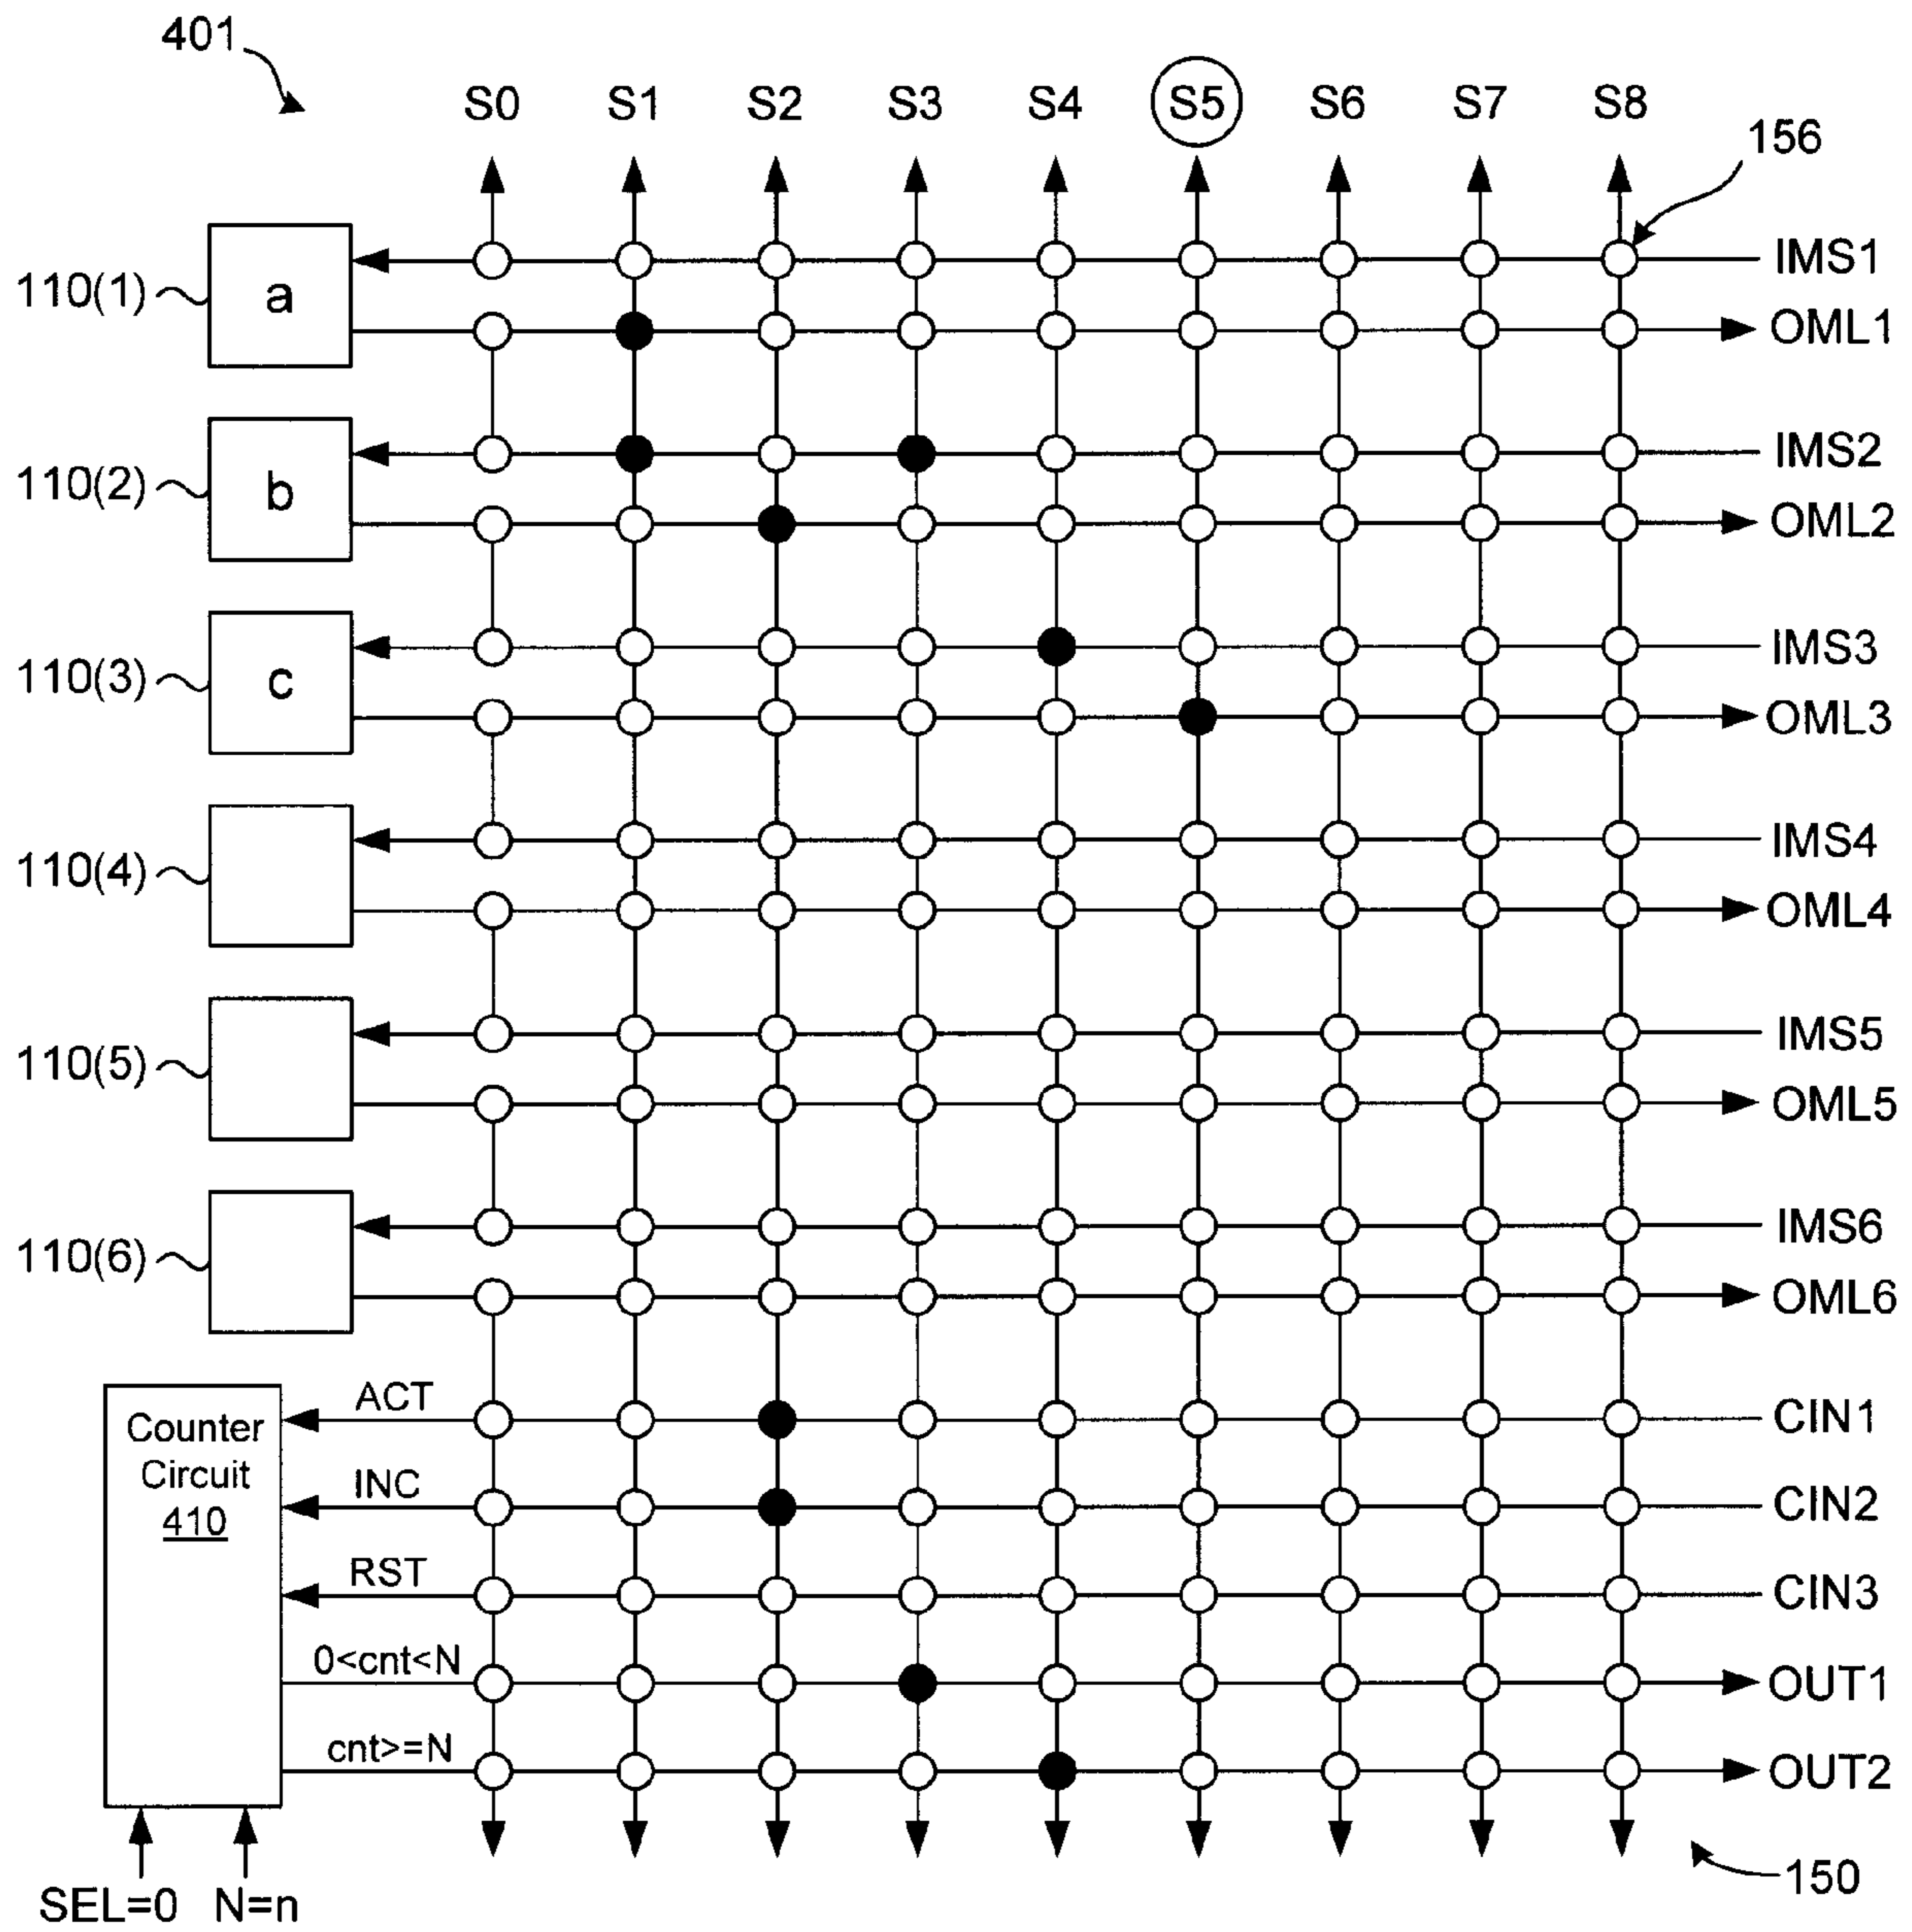 401
S0 S1 S2 S3 S4 S5 S6 S7 S8
156
110(1) a IMS1
OML1
110(2) b IMS2
OML2
110(3) c IMS3
OML3
110(4) IMS4
OML4
110(5) IMS5
OML5
110(6) IMS6
OML6
Counter
Circuit
410
ACT CIN1
INC CIN2
RST CIN3
0<cnt<N OUT1
cnt>=N OUT2
SEL=0 N=n
150